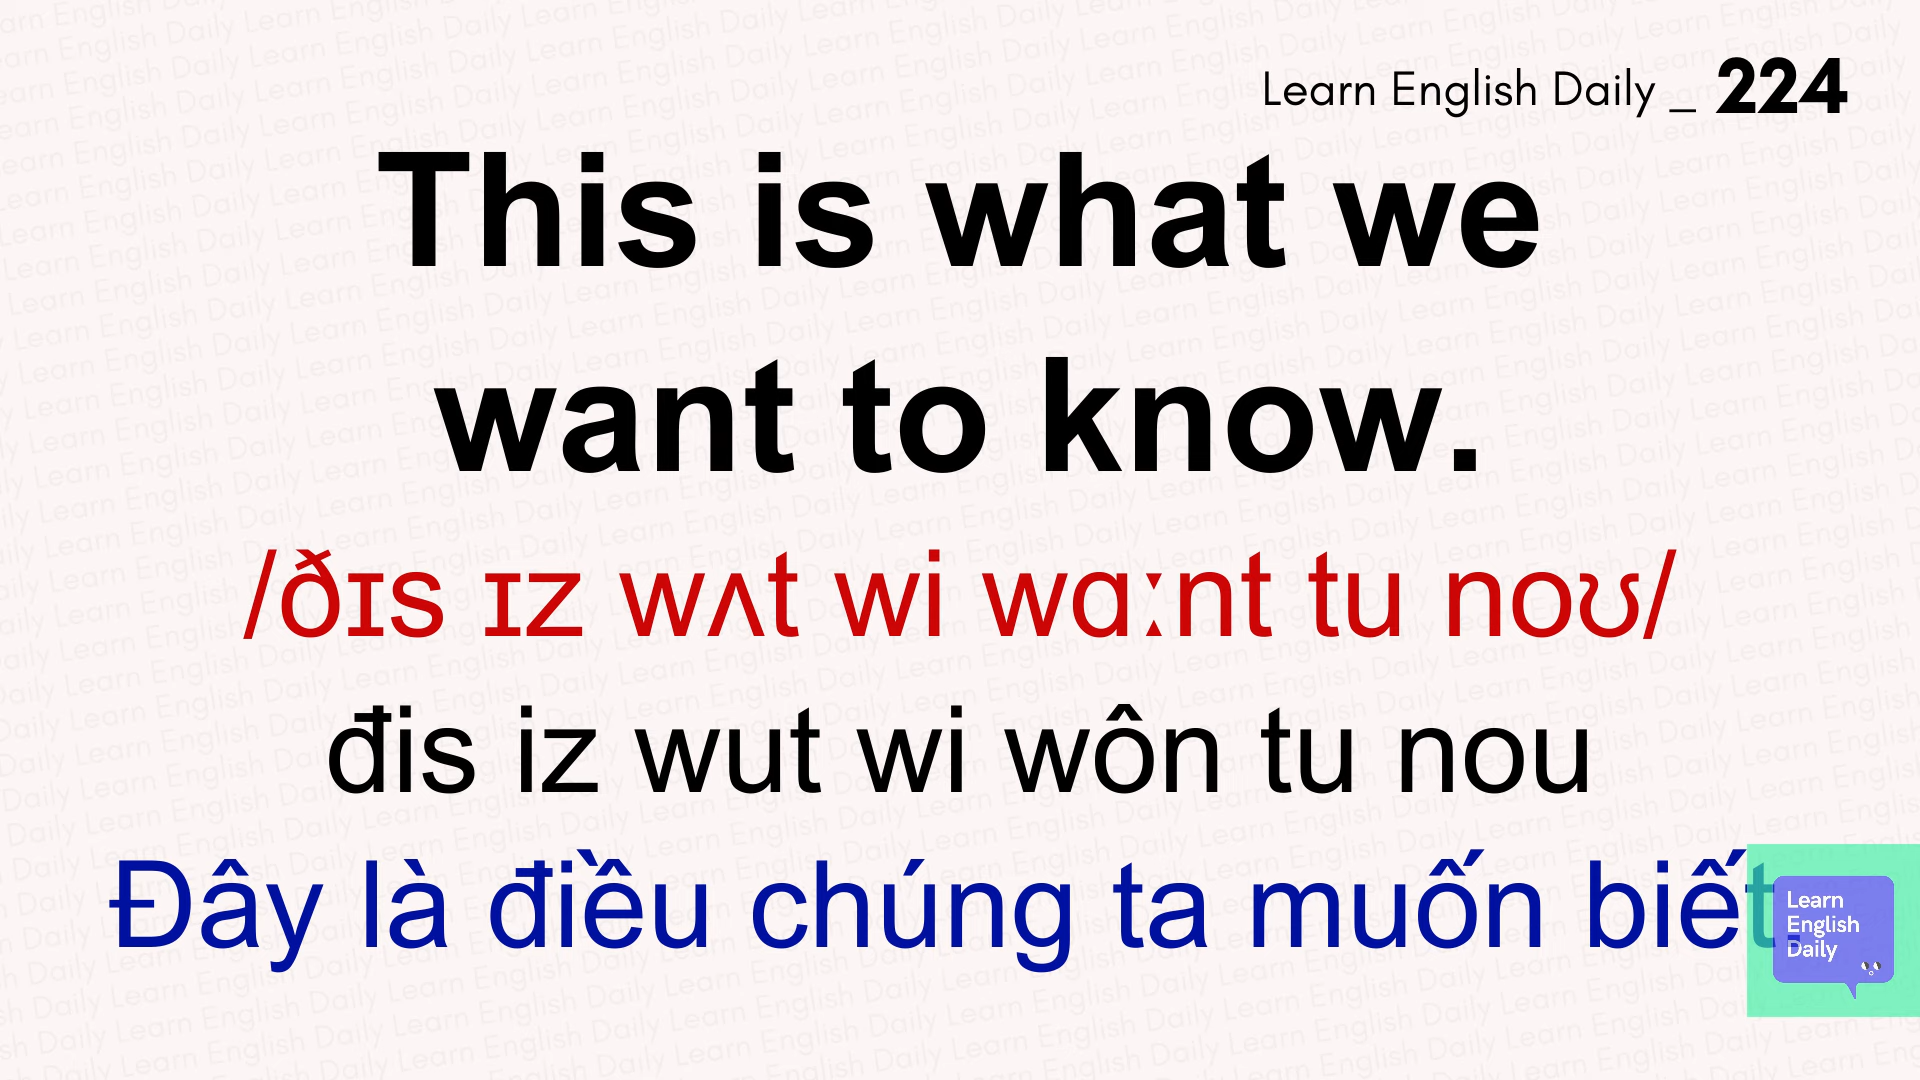 Learn English Daily _ 224
This is what we
want to know.
/ðɪs ɪz wʌt wi wɑːnt tu noʊ/
đis iz wut wi wôn tu nou
Đây là điều chúng ta muốn biết.
Learn
English
Daily